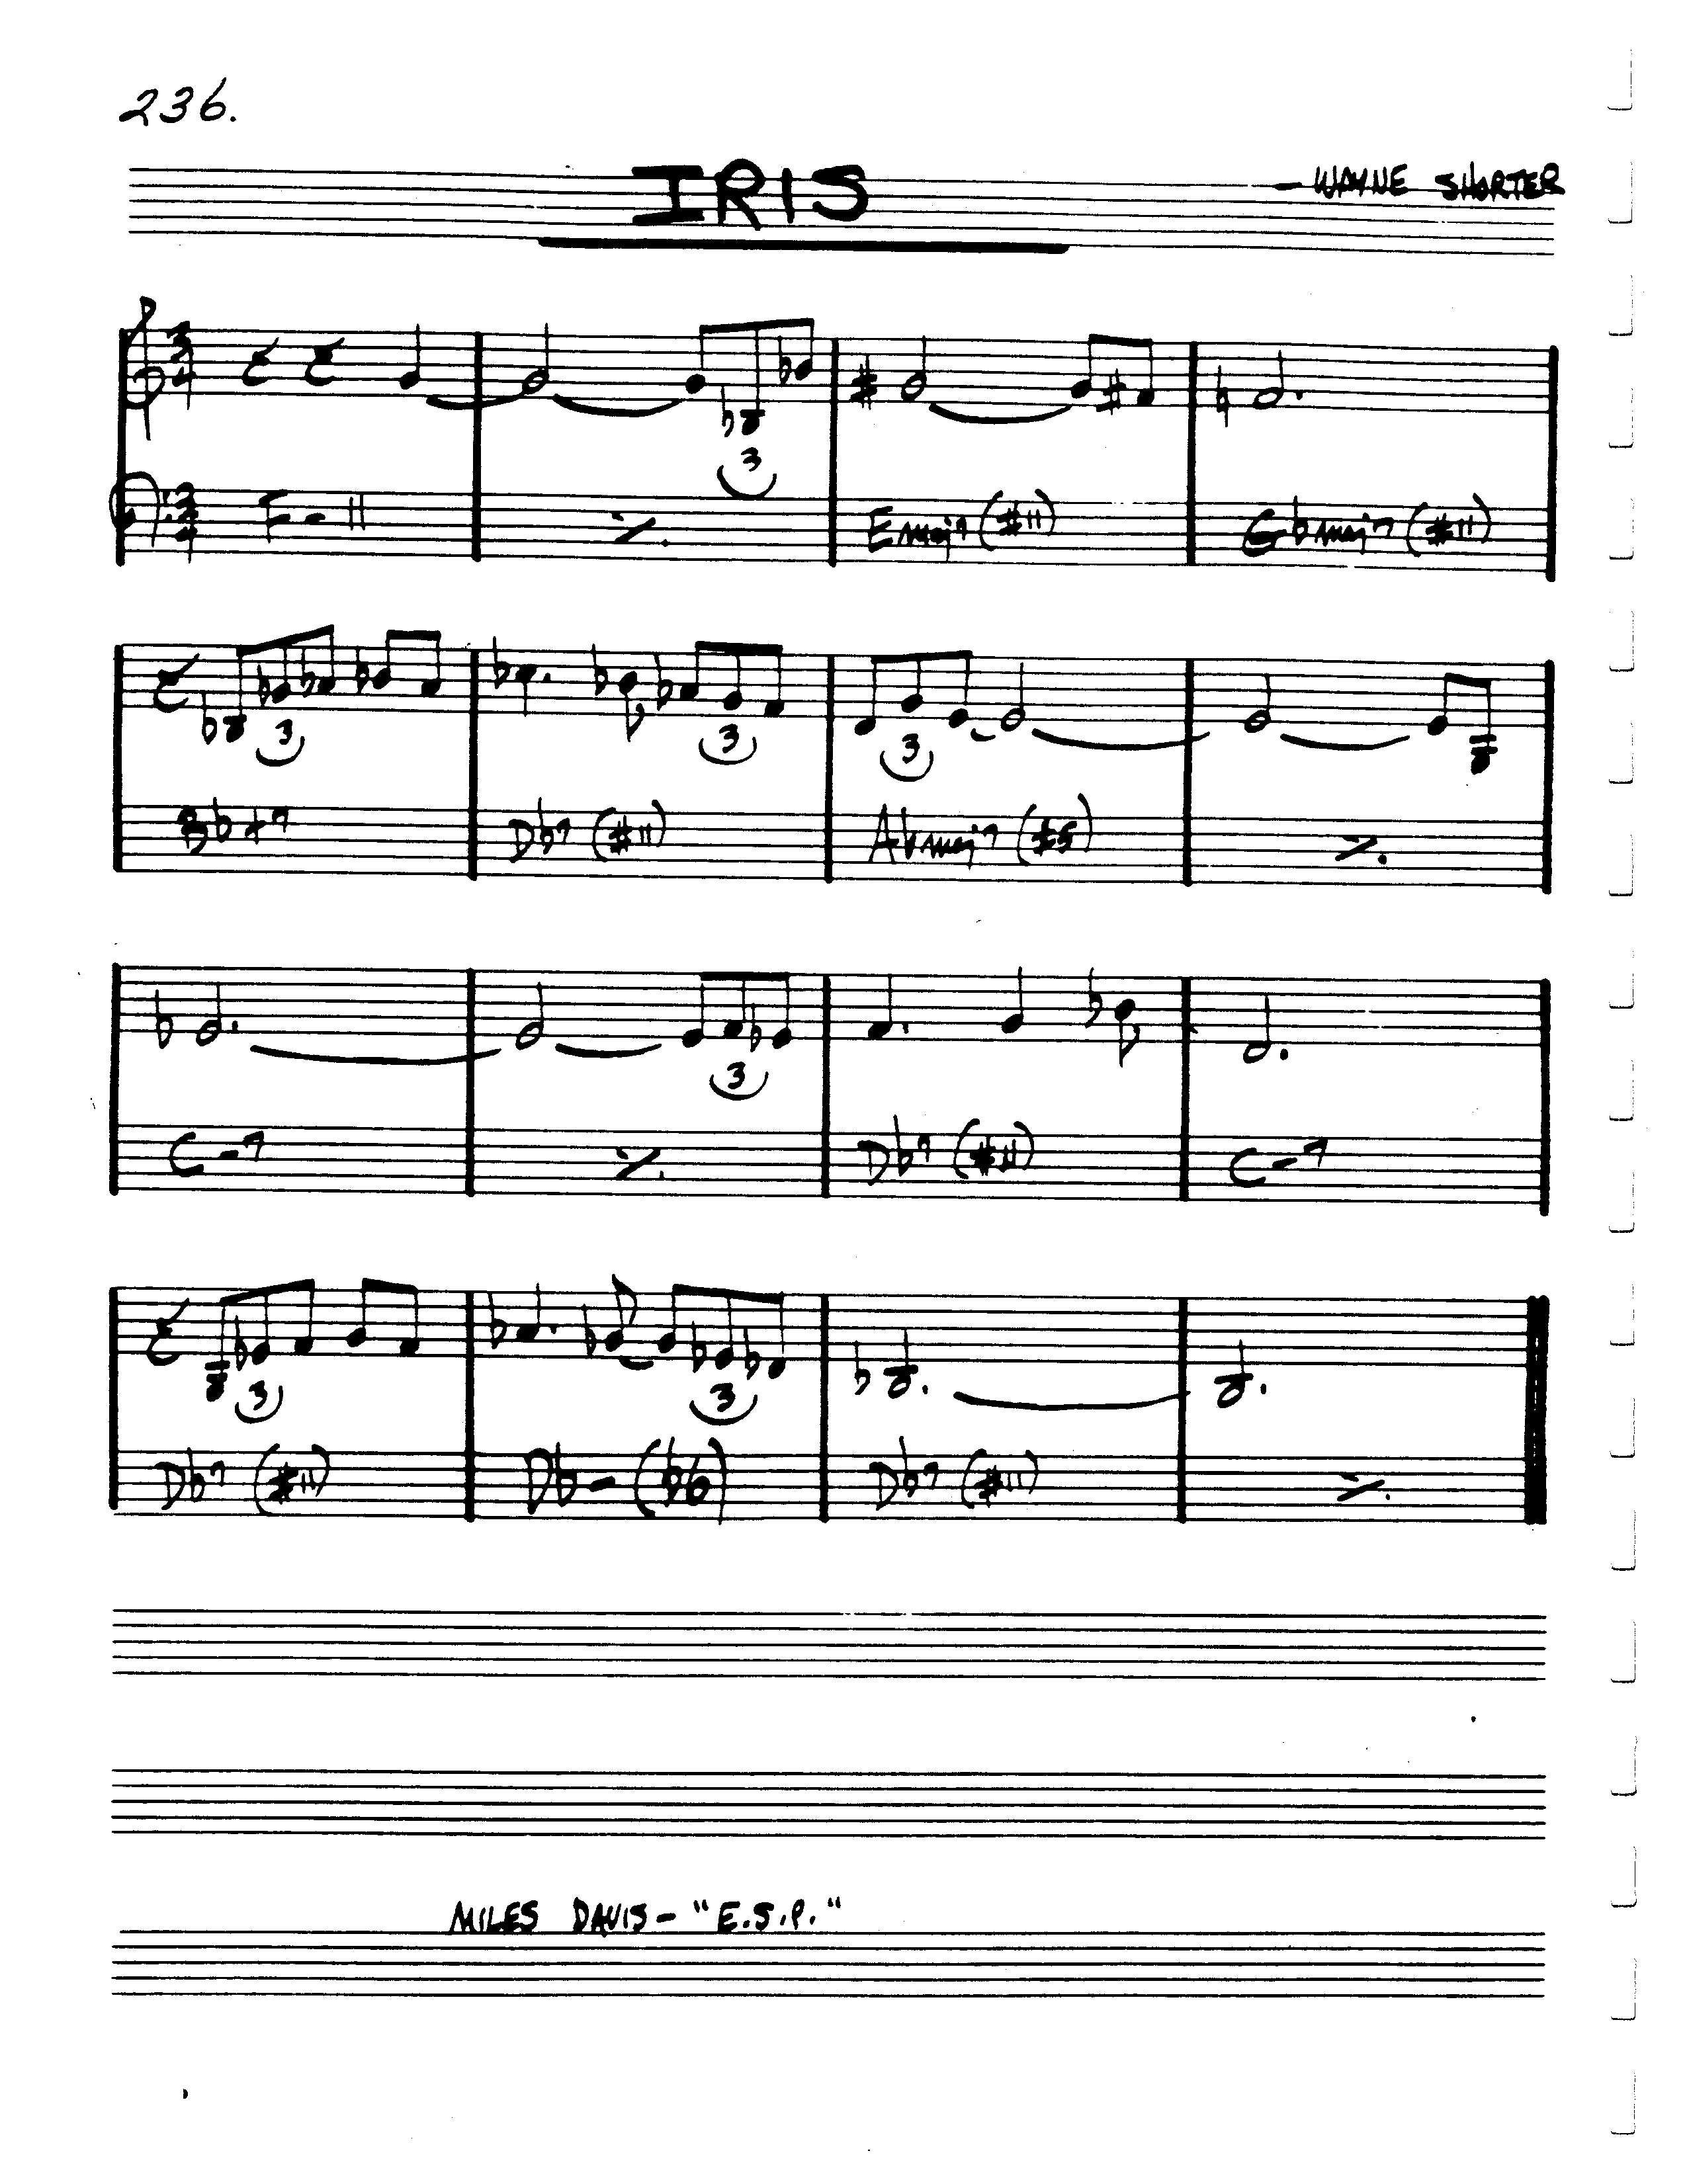 236.
IRIS
– WAYNE SHORTER
3 4
3
3 4 F-11 Emaj7 (#11) Gbmaj7 (#11)
3 3 3
Bb+7 Db7 (#11) Abmaj7 (#5)
3
C-7 Db7 (#11) C-7
3 3
Db7 (#11) Db- (b6) Db7 (#11)
MILES DAVIS – "E.S.P."